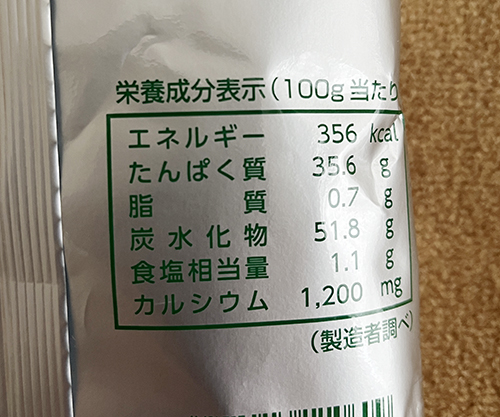 栄養成分表示(100g当たり
エネルギー 356 kcal
たんぱく質 35.6 g
脂質 0.7 g
炭水化物 51.8 g
食塩相当量 1.1 g
カルシウム 1,200 mg
(製造者調べ)